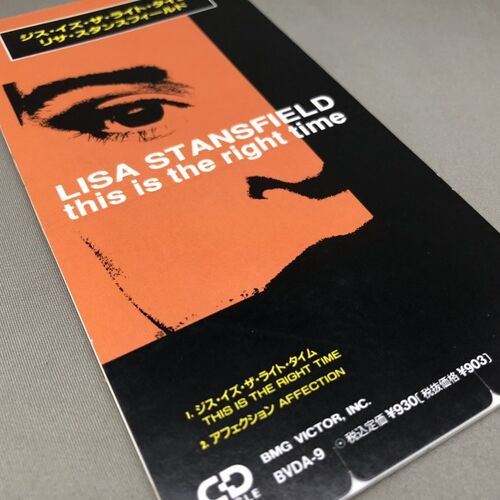 ジス・イズ・ザ・ライト・タイム
リサ・スタンスフィールド
LISA STANSFIELD
this is the right time
1. ジス・イズ・ザ・ライト・タイム
THIS IS THE RIGHT TIME
2. アフェクション AFFECTION
BMG VICTOR, INC.
BVDA-9 ●税込定価¥930[税抜価格¥903]
CD